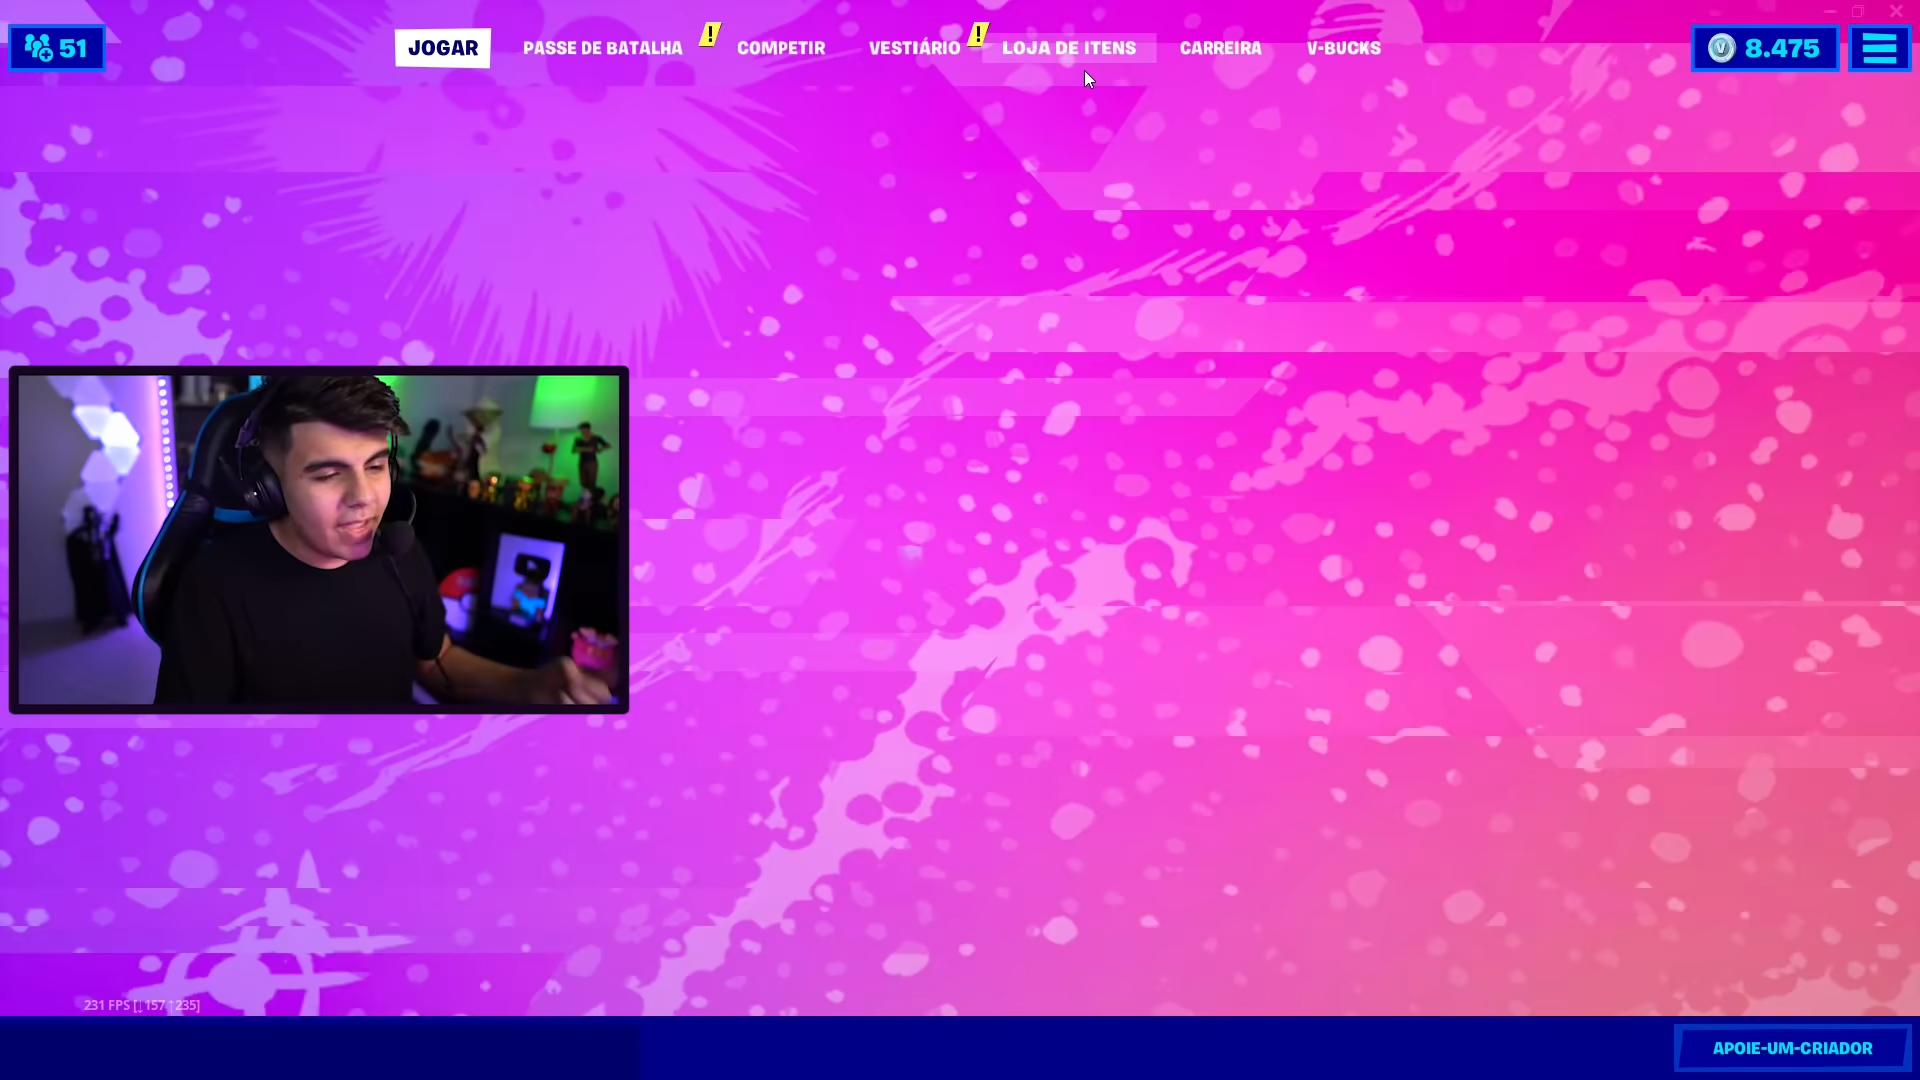 51
JOGAR
PASSE DE BATALHA
!
COMPETIR
VESTIÁRIO
!
LOJA DE ITENS
CARREIRA
V-BUCKS
V
8.475
231 FPS [↓157 ↑235]
APOIE-UM-CRIADOR